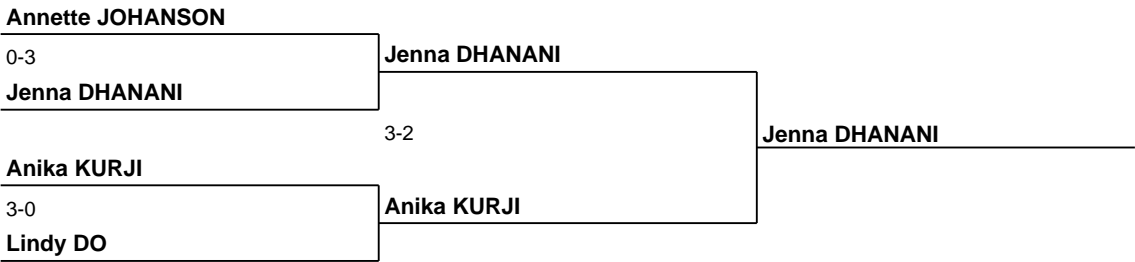 Annette JOHANSON
0-3
Jenna DHANANI
Jenna DHANANI
3-2
Jenna DHANANI
Anika KURJI
3-0
Anika KURJI
Lindy DO